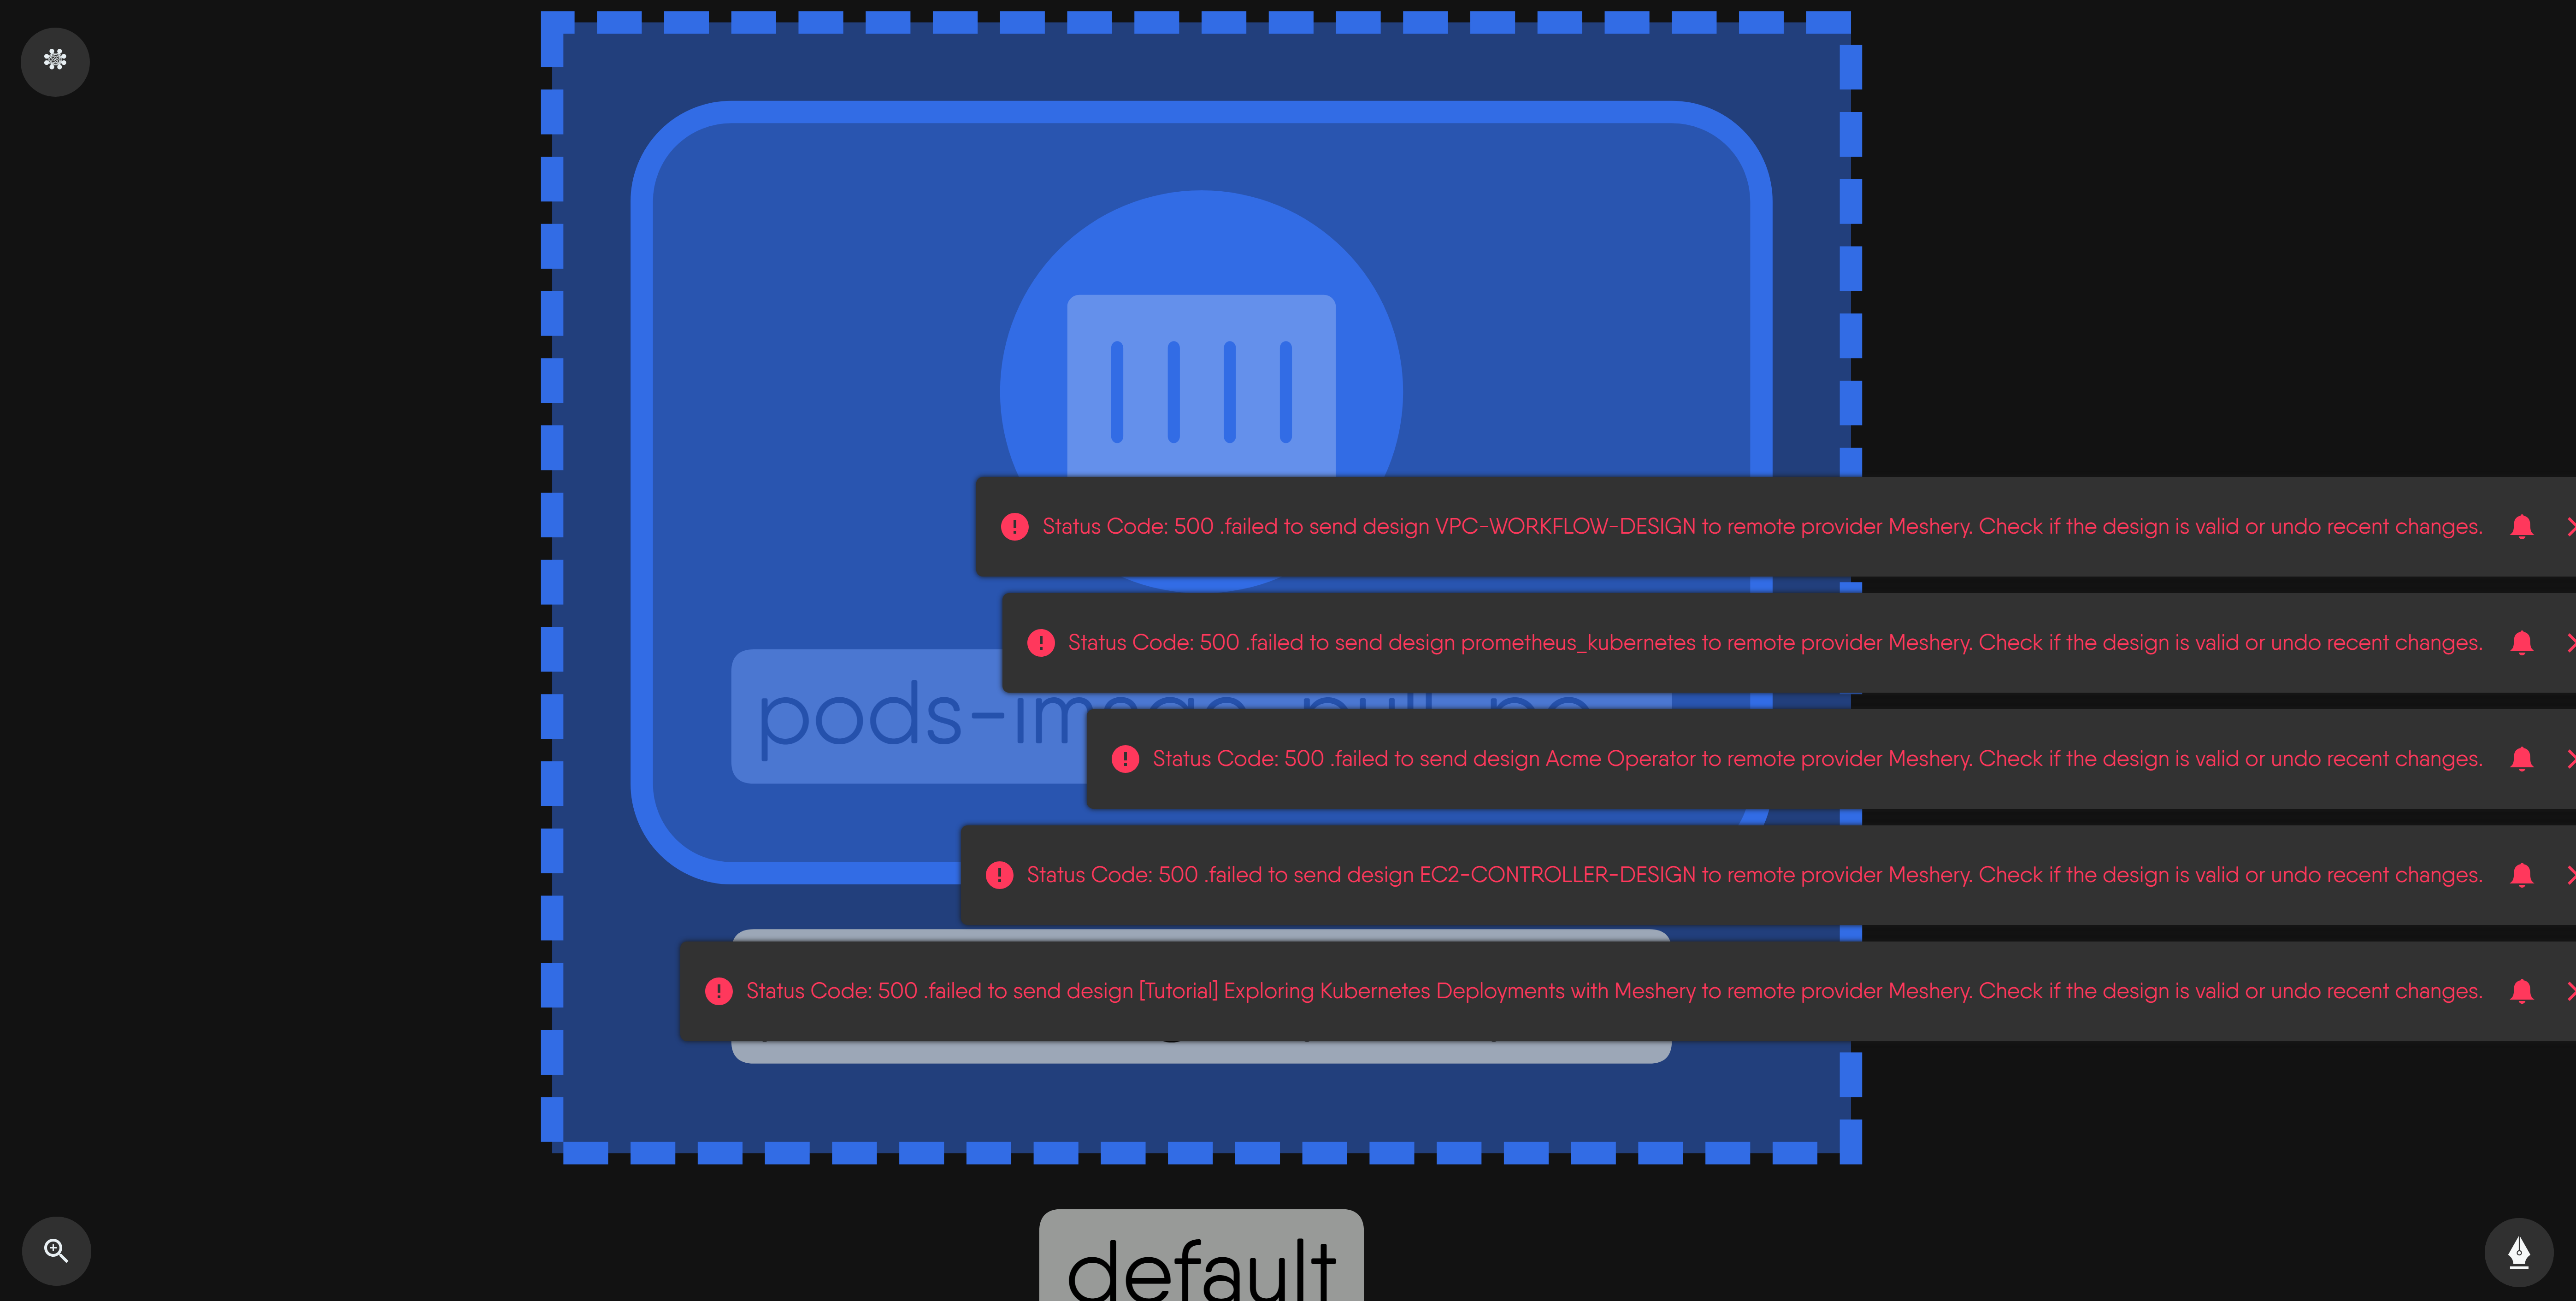 Status Code: 500 .failed to send design VPC-WORKFLOW-DESIGN to remote provider Meshery. Check if the design is valid or undo recent changes.
Status Code: 500 .failed to send design prometheus_kubernetes to remote provider Meshery. Check if the design is valid or undo recent changes.
pods-image-pull-po
Status Code: 500 .failed to send design Acme Operator to remote provider Meshery. Check if the design is valid or undo recent changes.
Status Code: 500 .failed to send design EC2-CONTROLLER-DESIGN to remote provider Meshery. Check if the design is valid or undo recent changes.
Status Code: 500 .failed to send design [Tutorial] Exploring Kubernetes Deployments with Meshery to remote provider Meshery. Check if the design is valid or undo recent changes.
default